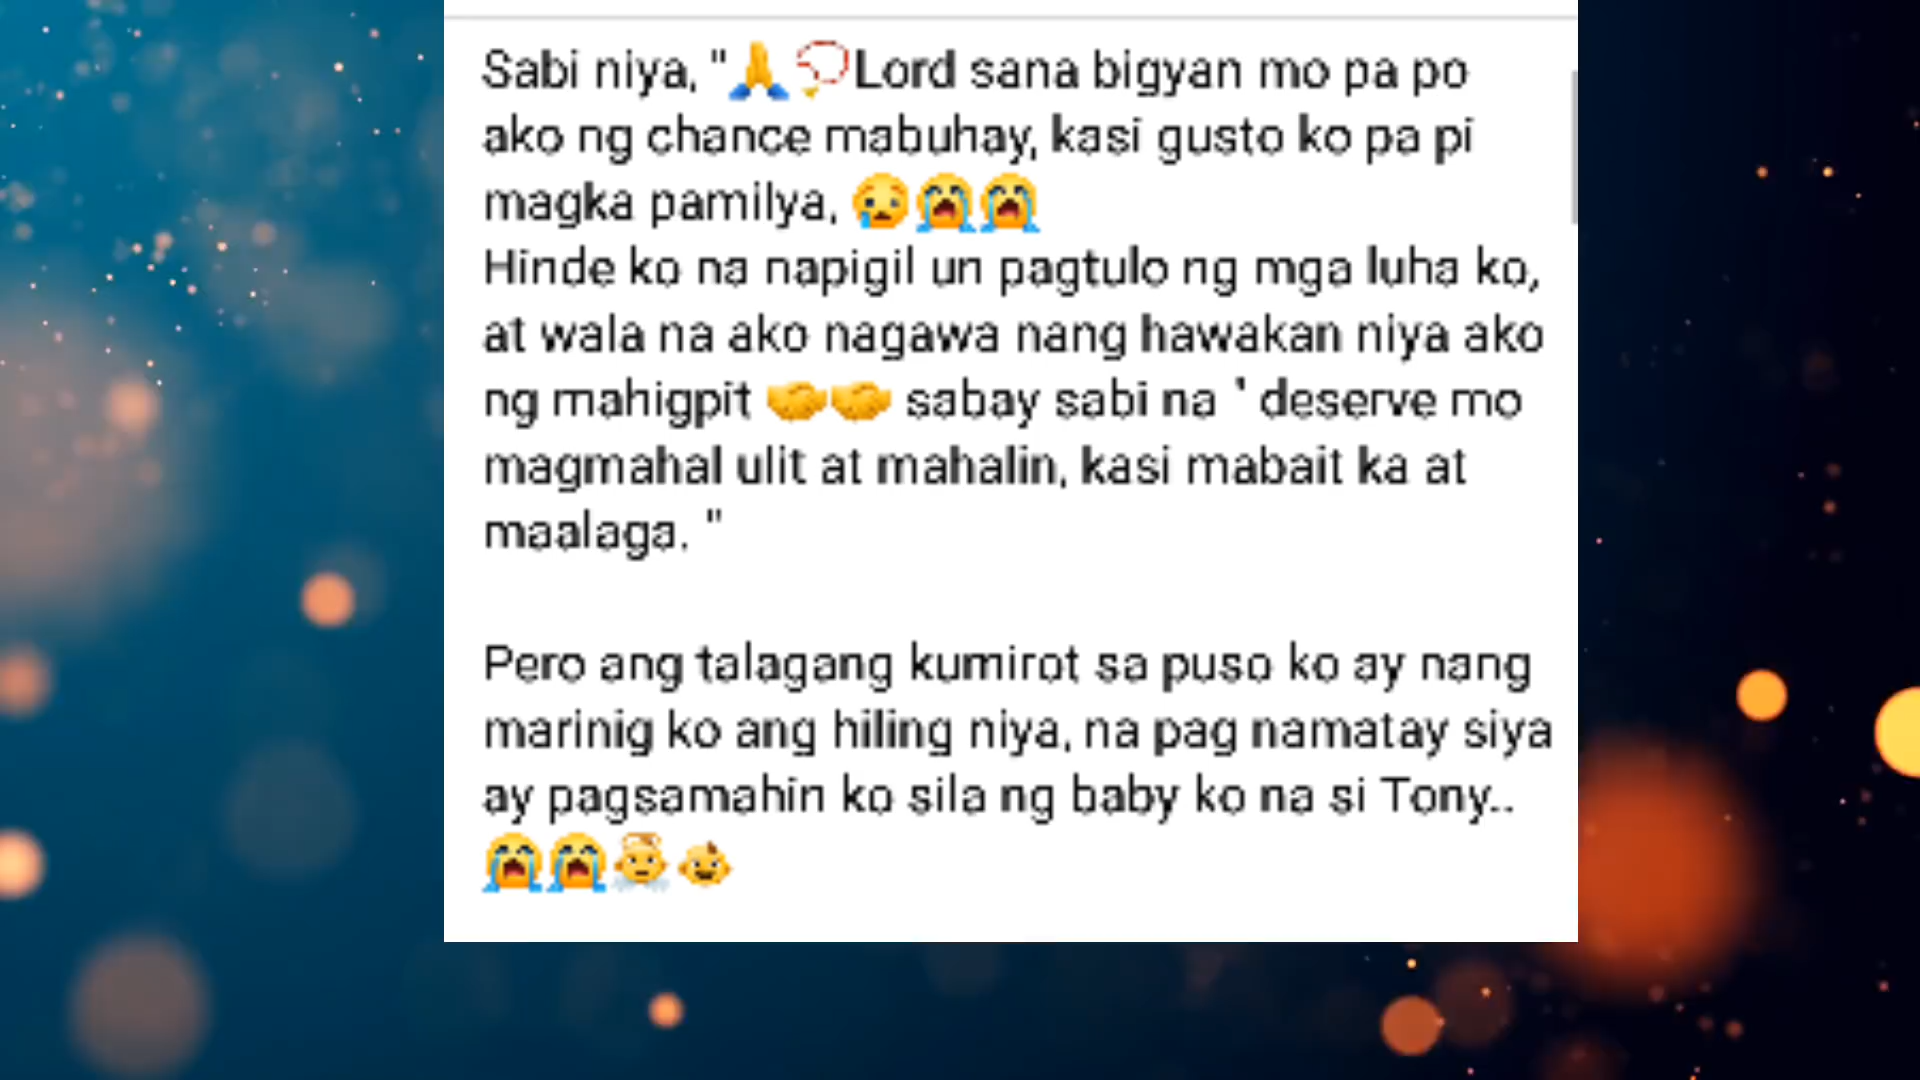 Sabi niya, "🙏📿Lord sana bigyan mo pa po
ako ng chance mabuhay, kasi gusto ko pa pi
magka pamilya, 😢😭😭
Hinde ko na napigil un pagtulo ng mga luha ko,
at wala na ako nagawa nang hawakan niya ako
ng mahigpit 🤝🤝 sabay sabi na ' deserve mo
magmahal ulit at mahalin, kasi mabait ka at
maalaga. "
Pero ang talagang kumirot sa puso ko ay nang
marinig ko ang hiling niya, na pag namatay siya
ay pagsamahin ko sila ng baby ko na si Tony..
😭😭👼👶